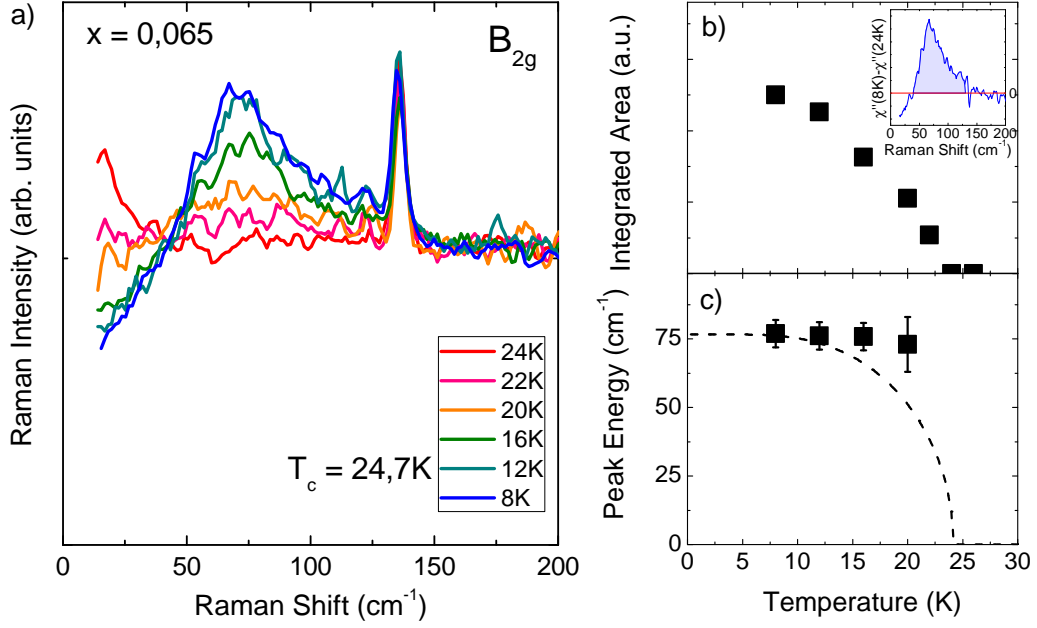 a)
x = 0,065
B2g
Raman Intensity (arb. units)
24K
22K
20K
16K
12K
8K
Tc = 24,7K
0
50
100
150
200
Raman Shift (cm-1)
b)
Integrated Area (a.u.)
χ"(8K)-χ"(24K)
0
0
50
100
150
200
Raman Shift (cm-1)
c)
Peak Energy (cm-1)
75
50
25
0
0
5
10
15
20
25
30
Temperature (K)